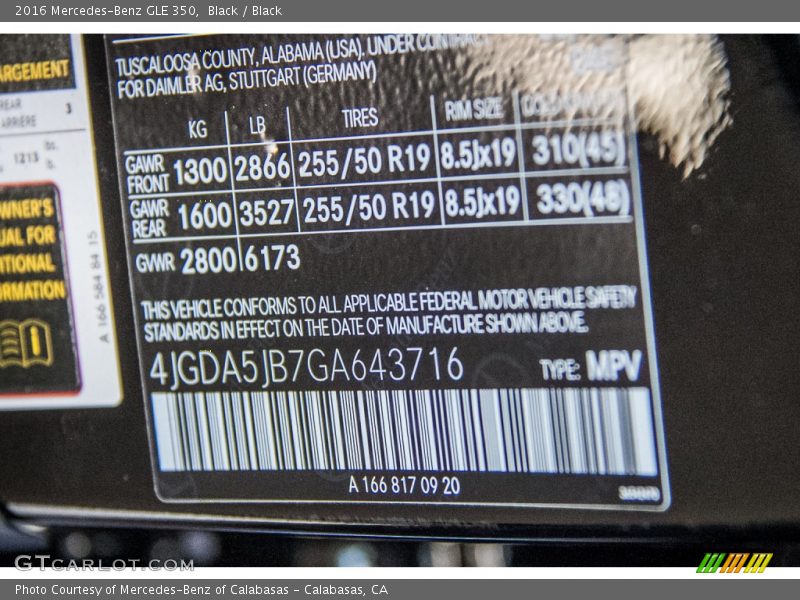 2016 Mercedes-Benz GLE 350, Black / Black
ARGEMENT
REAR
ARRIÈRE
3
1213
lbs.
lb.
WNER'S
UAL FOR
ITIONAL
ORMATION
A 166 584 84 15
TUSCALOOSA COUNTY, ALABAMA (USA), UNDER CONTRACT
FOR DAIMLER AG, STUTTGART (GERMANY)
KG LB TIRES RIM SIZE
GAWR FRONT 1300 2866 255/50 R19 8.5Jx19 310(45)
GAWR REAR 1600 3527 255/50 R19 8.5Jx19 330(48)
GVWR 2800 6173
THIS VEHICLE CONFORMS TO ALL APPLICABLE FEDERAL MOTOR VEHICLE SAFETY
STANDARDS IN EFFECT ON THE DATE OF MANUFACTURE SHOWN ABOVE.
4JGDA5JB7GA643716 TYPE: MPV
A 166 817 09 20
GTCARLOT.COM
Photo Courtesy of Mercedes-Benz of Calabasas - Calabasas, CA